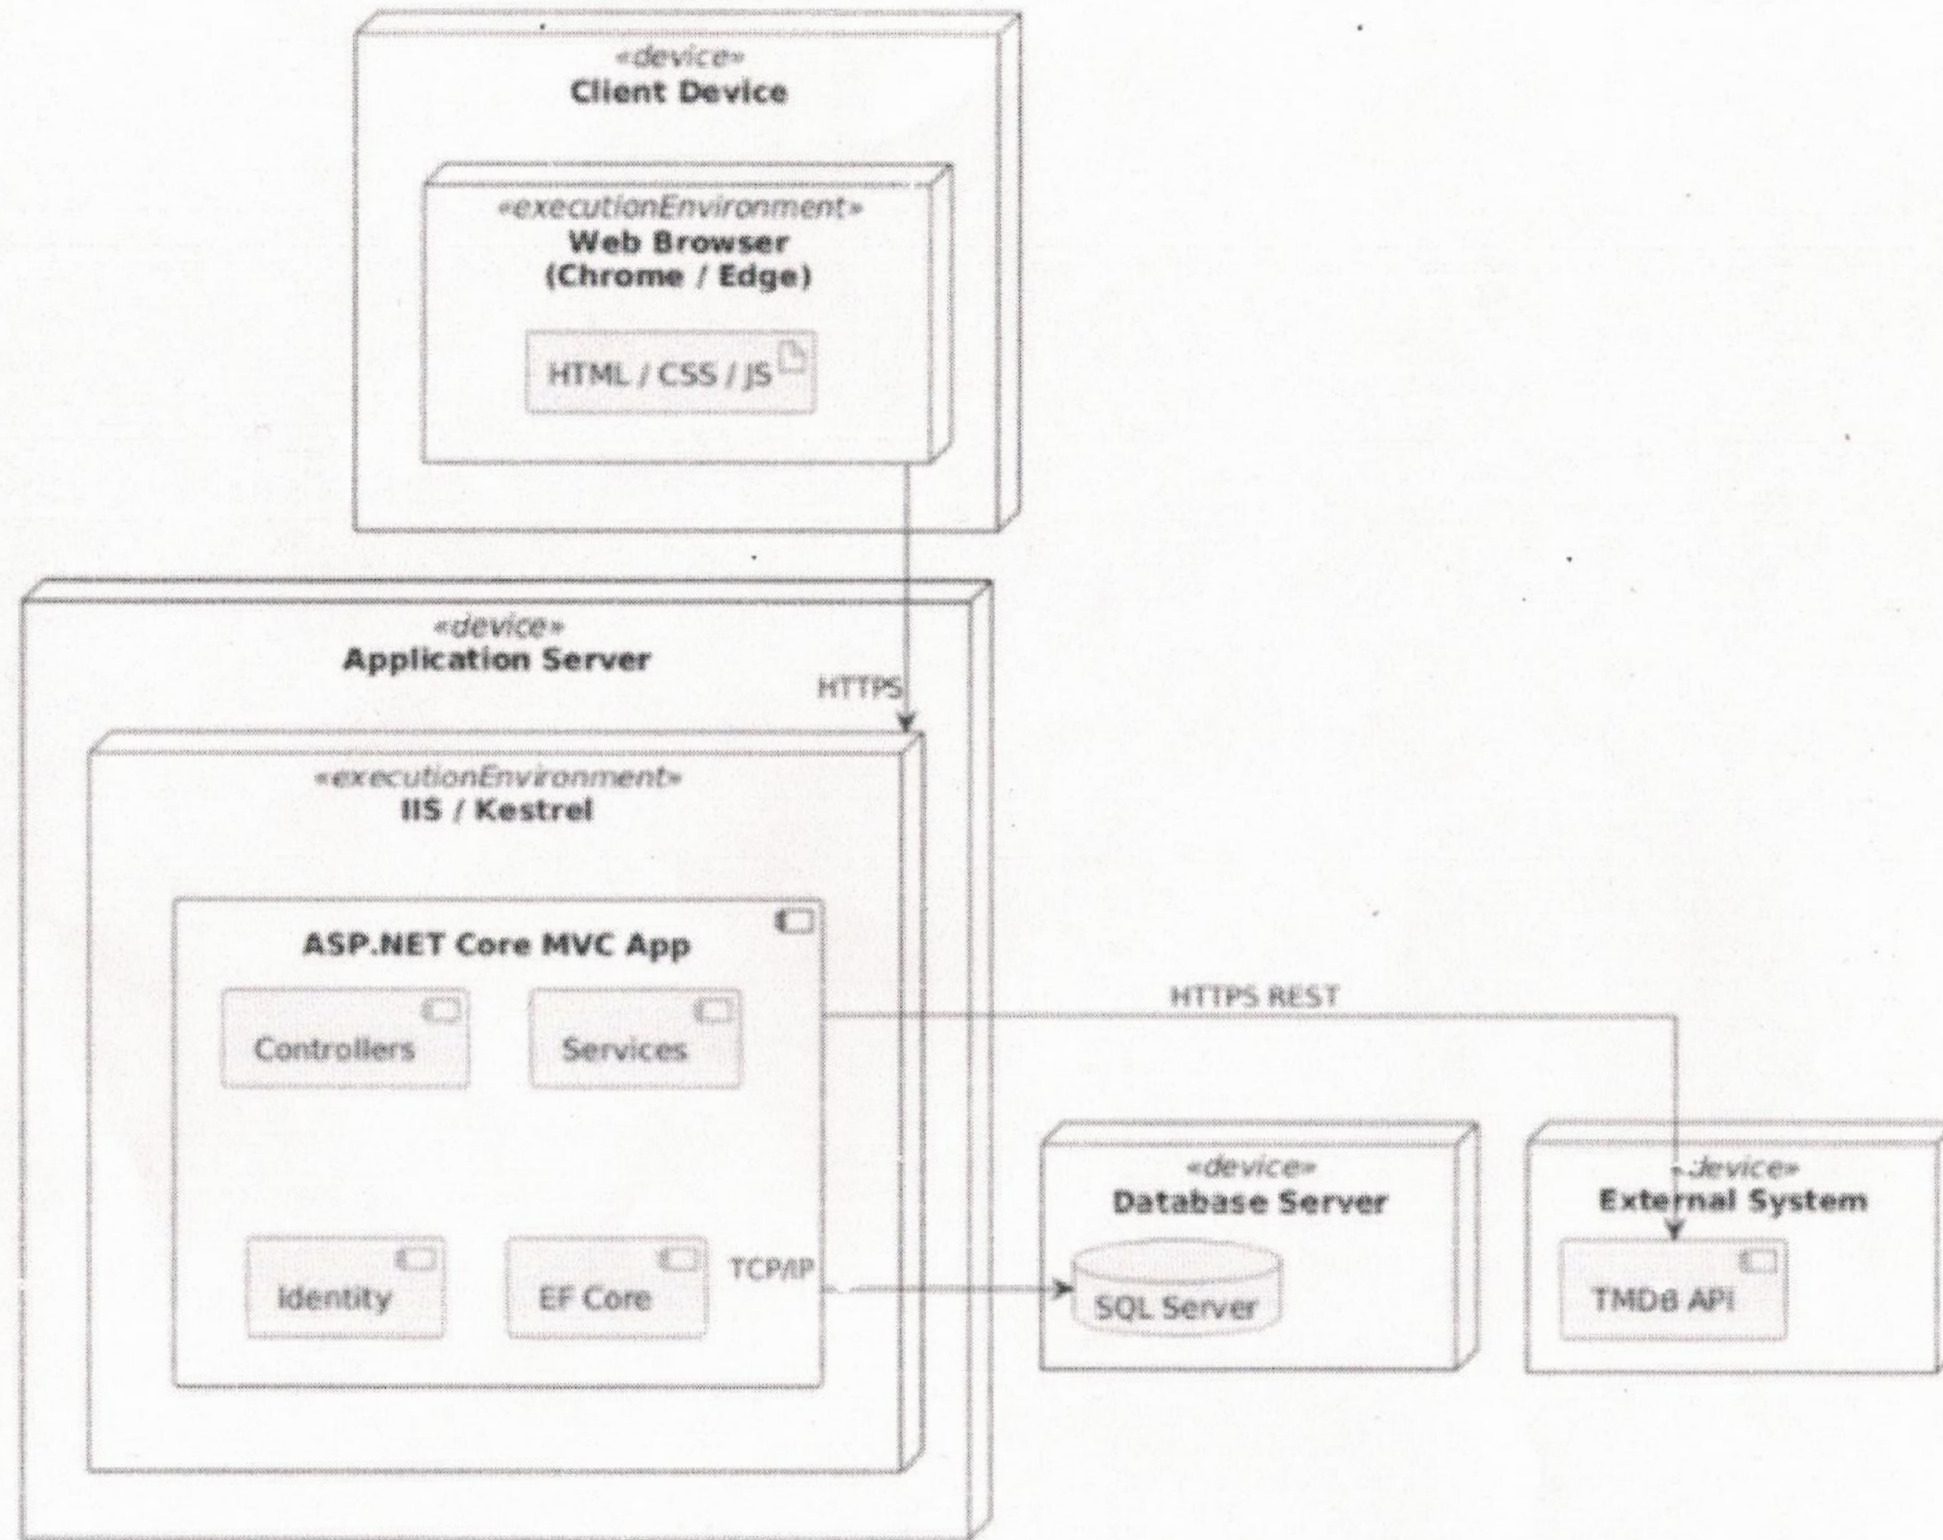 «device»
Client Device
«executionEnvironment»
Web Browser
(Chrome / Edge)
HTML / CSS / JS
«device»
Application Server
HTTPS
«executionEnvironment»
IIS / Kestrel
ASP.NET Core MVC App
Controllers
Services
HTTPS REST
Identity
EF Core
TCP/IP
«device»
Database Server
SQL Server
«device»
External System
TMDB API